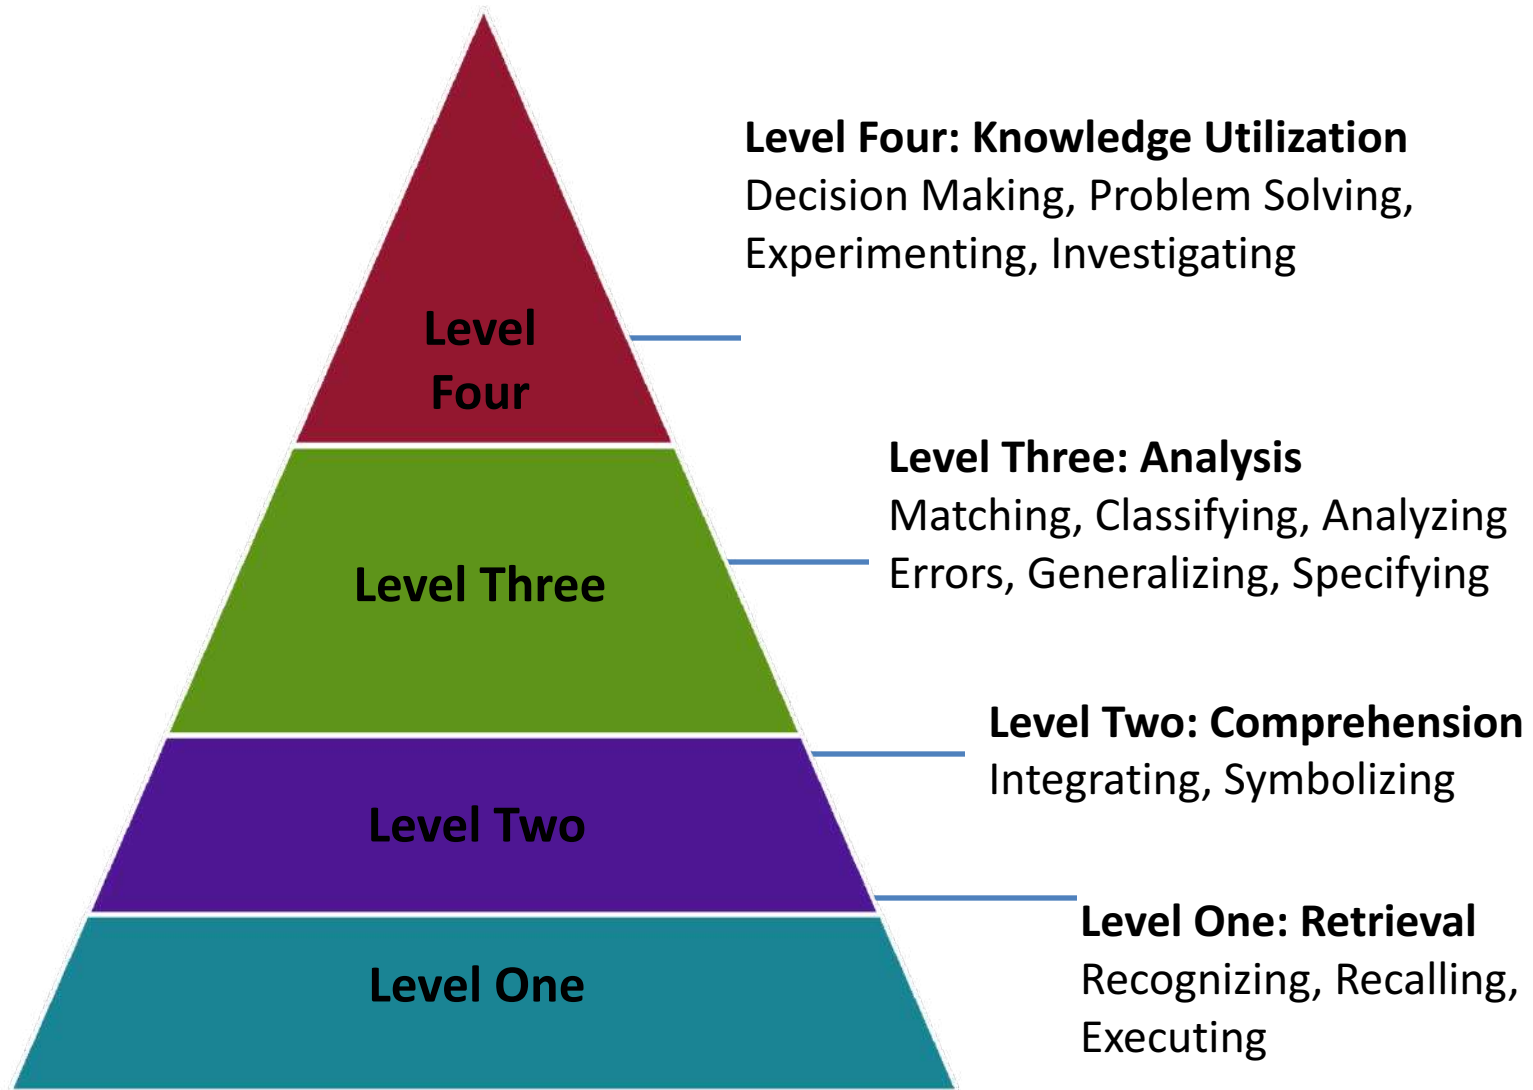 Level Four: Knowledge Utilization
Decision Making, Problem Solving,
Experimenting, Investigating
Level
Four
Level Three: Analysis
Matching, Classifying, Analyzing
Errors, Generalizing, Specifying
Level Three
Level Two: Comprehension
Integrating, Symbolizing
Level Two
Level One: Retrieval
Recognizing, Recalling,
Executing
Level One